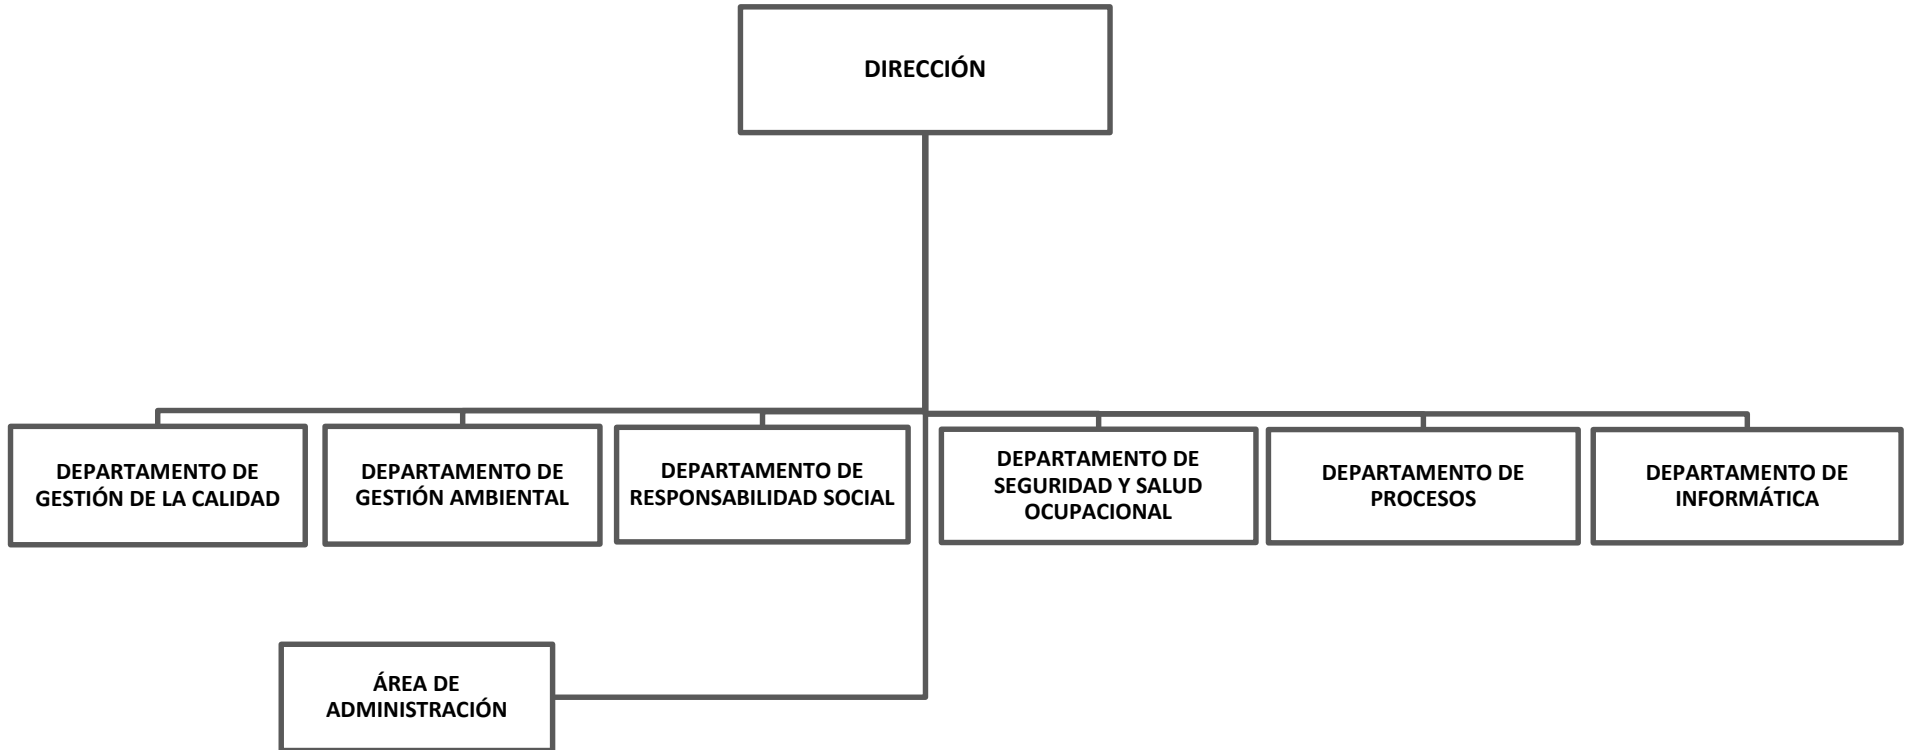 DIRECCIÓN
DEPARTAMENTO DE
GESTIÓN DE LA CALIDAD
DEPARTAMENTO DE
GESTIÓN AMBIENTAL
DEPARTAMENTO DE
RESPONSABILIDAD SOCIAL
DEPARTAMENTO DE
SEGURIDAD Y SALUD
OCUPACIONAL
DEPARTAMENTO DE
PROCESOS
DEPARTAMENTO DE
INFORMÁTICA
ÁREA DE
ADMINISTRACIÓN